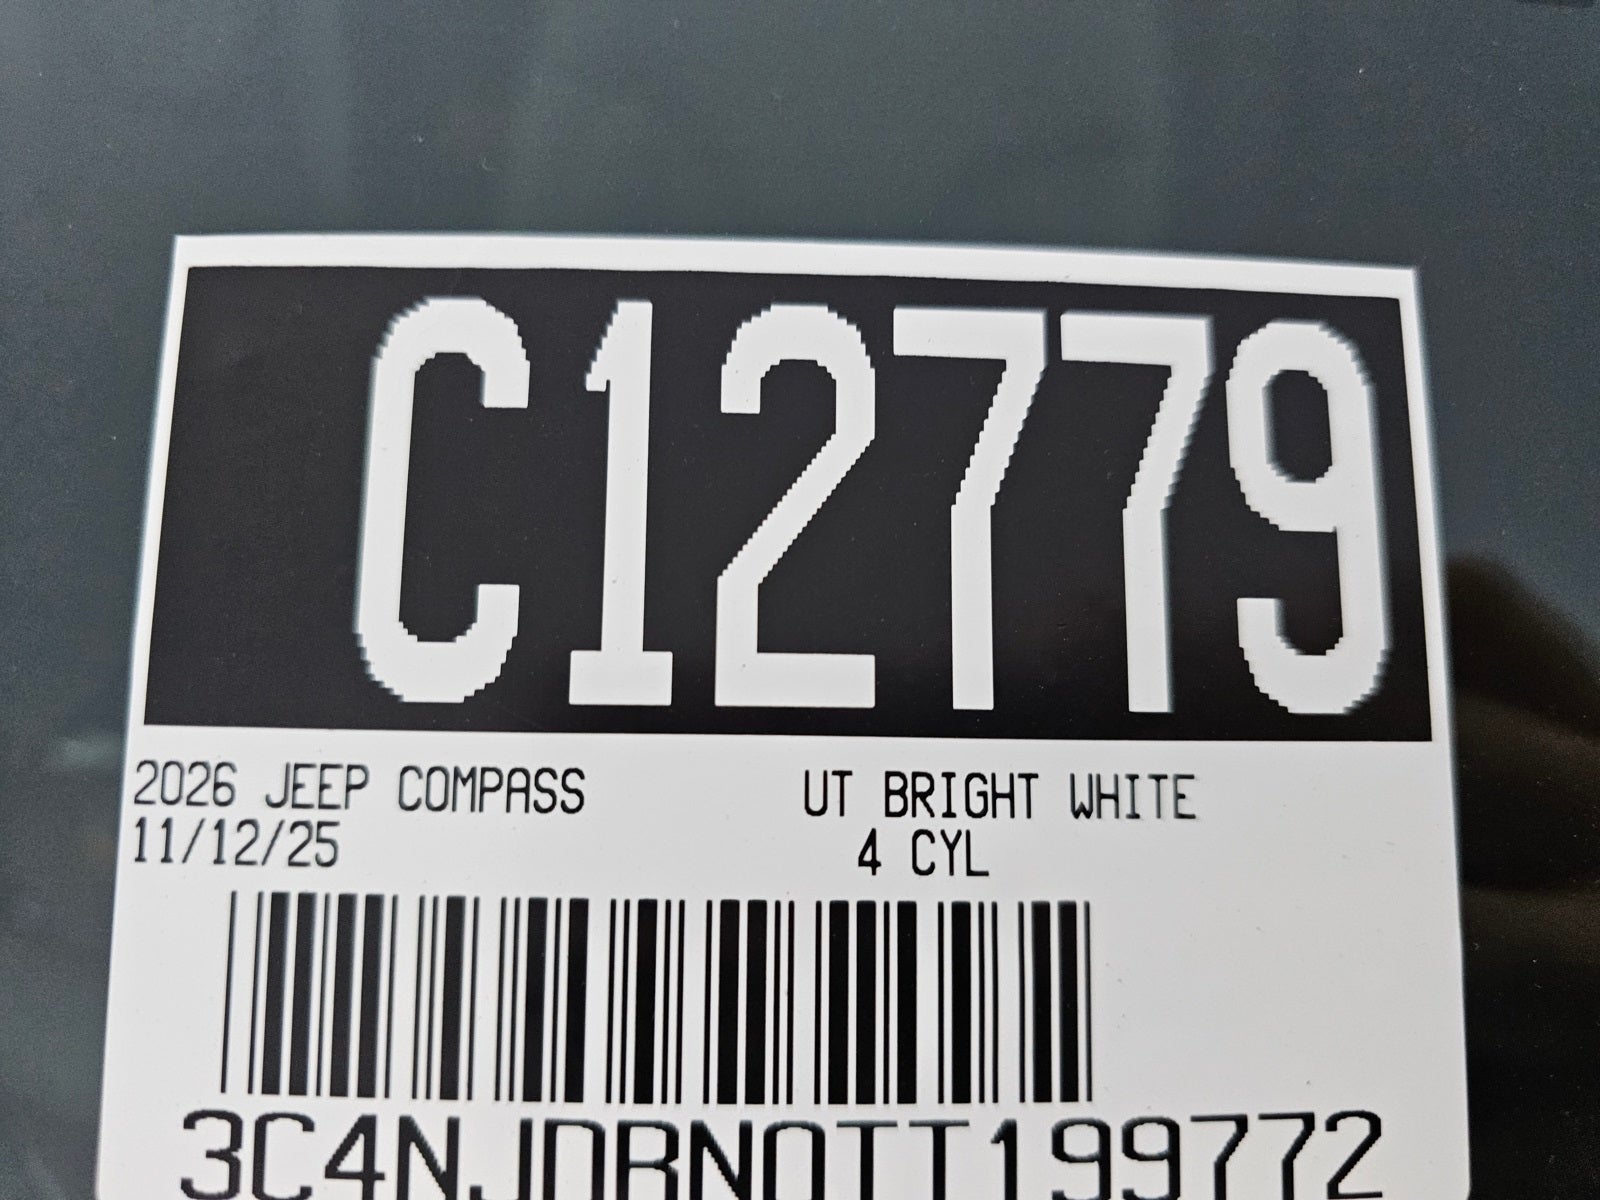 C12779
2026 JEEP COMPASS UT BRIGHT WHITE
11/12/25 4 CYL
3C4NJDBN0TT199772